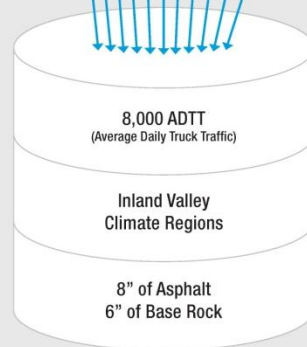 8,000 ADTT
(Average Daily Truck Traffic)
Inland Valley
Climate Regions
8” of Asphalt
6” of Base Rock